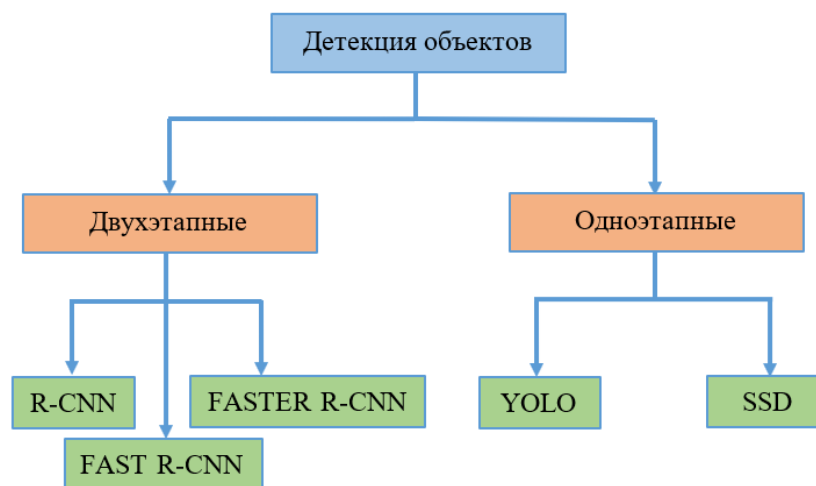 Детекция объектов
Двухэтапные
Одноэтапные
R-CNN
FASTER R-CNN
YOLO
SSD
FAST R-CNN